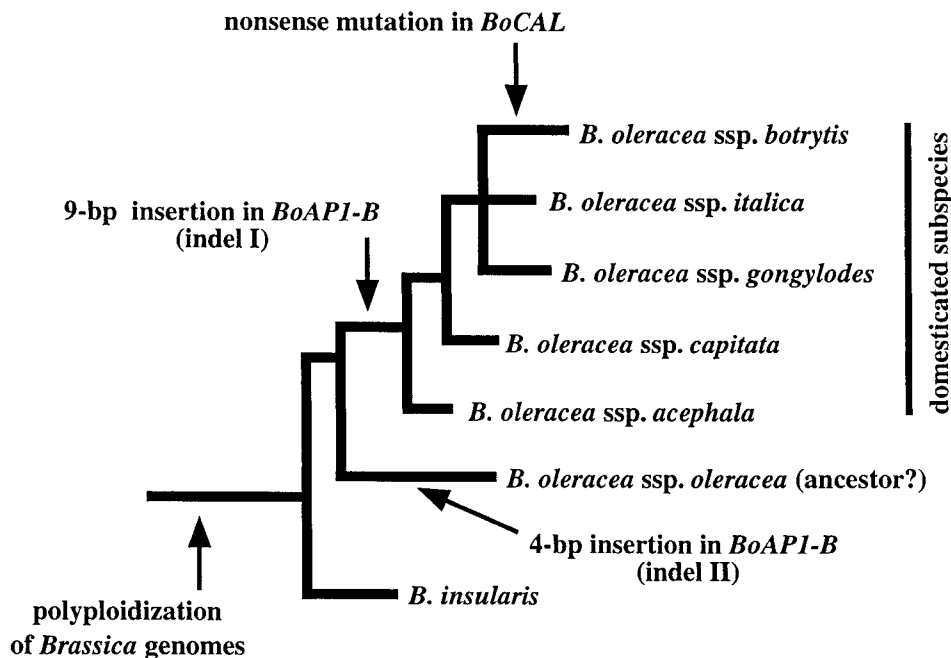 nonsense mutation in BoCAL
B. oleracea ssp. botrytis
9-bp insertion in BoAP1-B
(indel I)
B. oleracea ssp. italica
B. oleracea ssp. gongylodes
B. oleracea ssp. capitata
B. oleracea ssp. acephala
domesticated subspecies
B. oleracea ssp. oleracea (ancestor?)
4-bp insertion in BoAP1-B
(indel II)
B. insularis
polyploidization
of Brassica genomes